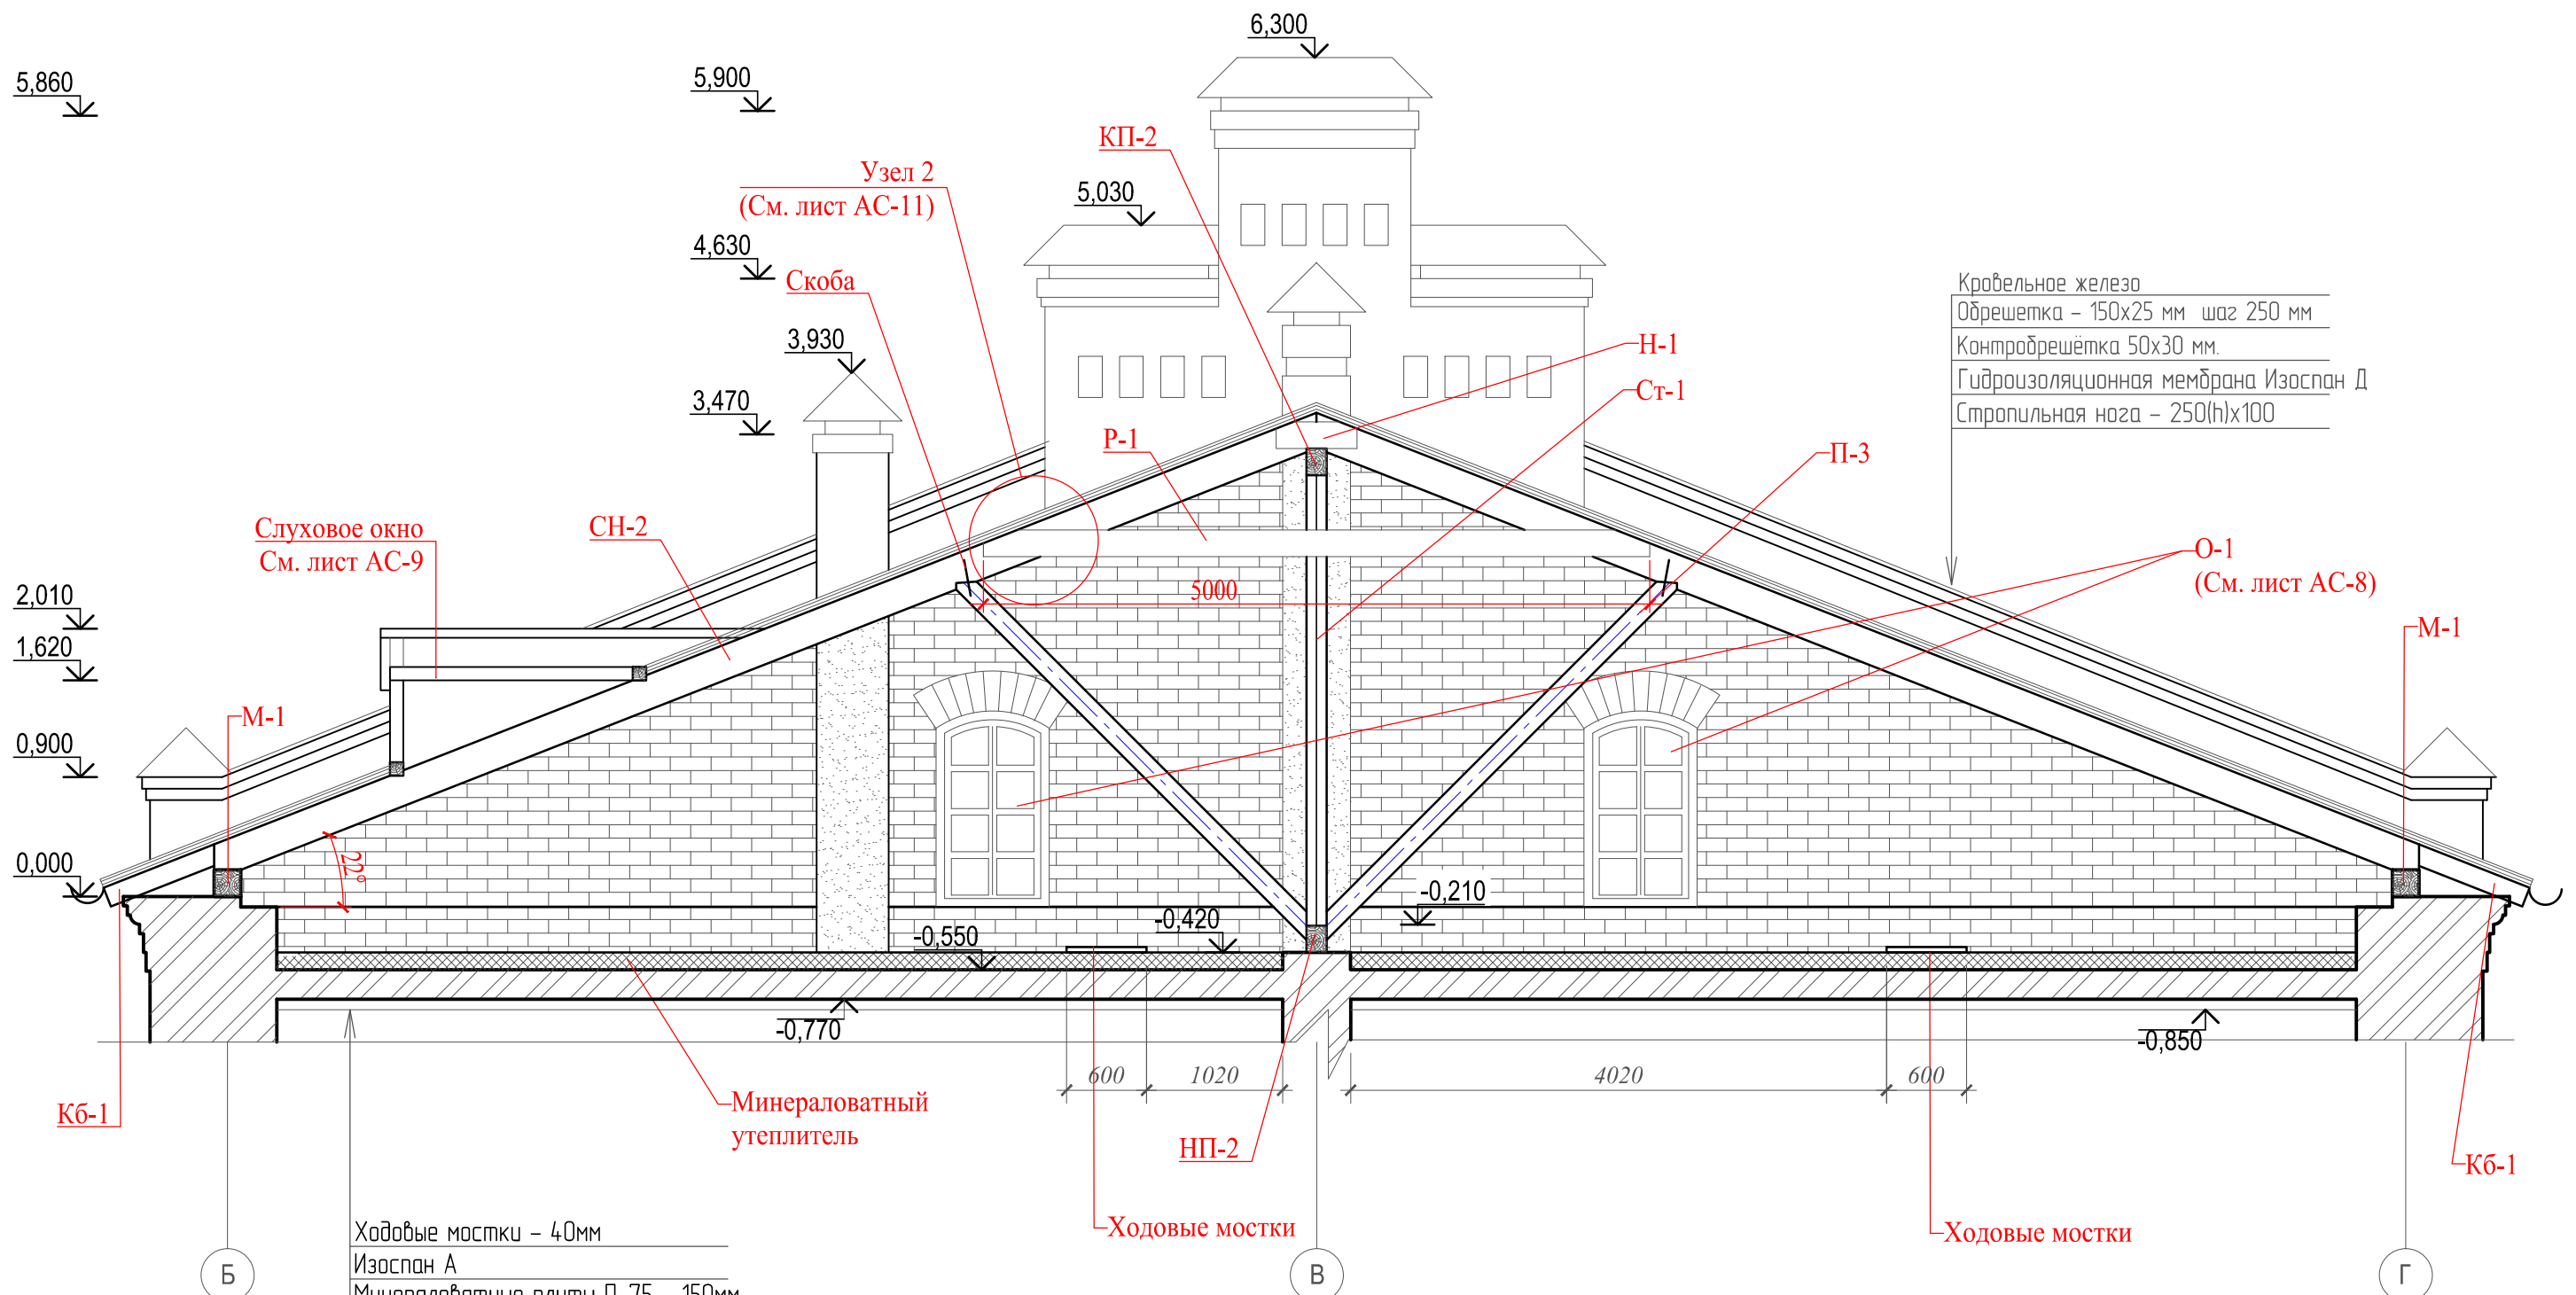 6,300
5,860
5,900
КП-2
Узел 2
(См. лист АС-11)
5,030
4,630
Скоба
Кровельное железо
Обрешетка – 150х25 мм шаг 250 мм
Контробрешётка 50х30 мм.
Гидроизоляционная мембрана Изоспан Д
Стропильная нога – 250(h)х100
3,930
Н-1
Ст-1
3,470
Р-1
П-3
Слуховое окно
См. лист АС-9
СН-2
О-1
(См. лист АС-8)
5000
2,010
1,620
М-1
М-1
0,900
0,000
22°
-0,210
-0,420
-0,550
-0,770
-0,850
600
1020
4020
600
Кб-1
Минераловатный
утеплитель
НП-2
Кб-1
Ходовые мостки
Ходовые мостки
Ходовые мостки – 40мм
Изоспан А
Минераловатные плиты П-75 – 150мм
Б
В
Г